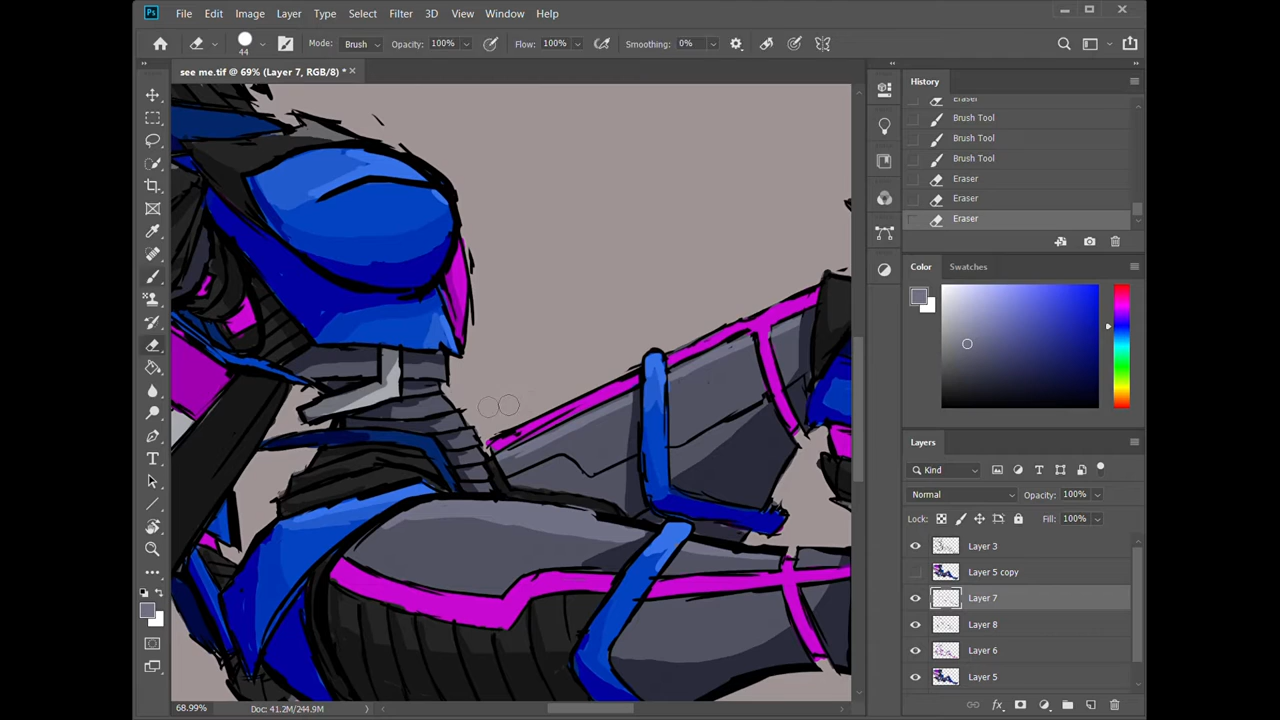 Ps File Edit Image Layer Type Select Filter 3D View Window Help
44 Mode: Brush Opacity: 100% Flow: 100% Smoothing: 0%
see me.tif @ 69% (Layer 7, RGB/8) *
History
Eraser
Brush Tool
Brush Tool
Brush Tool
Eraser
Eraser
Eraser
Color Swatches
Layers
Kind
Normal Opacity: 100%
Lock: Fill: 100%
Layer 3
Layer 5 copy
Layer 7
Layer 8
Layer 6
Layer 5
fx
68.99% Doc: 41.2M/244.9M